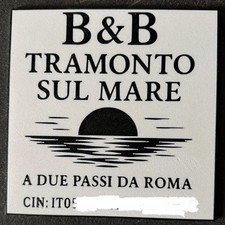 B&B
TRAMONTO
SUL MARE
A DUE PASSI DA ROMA
CIN: IT05